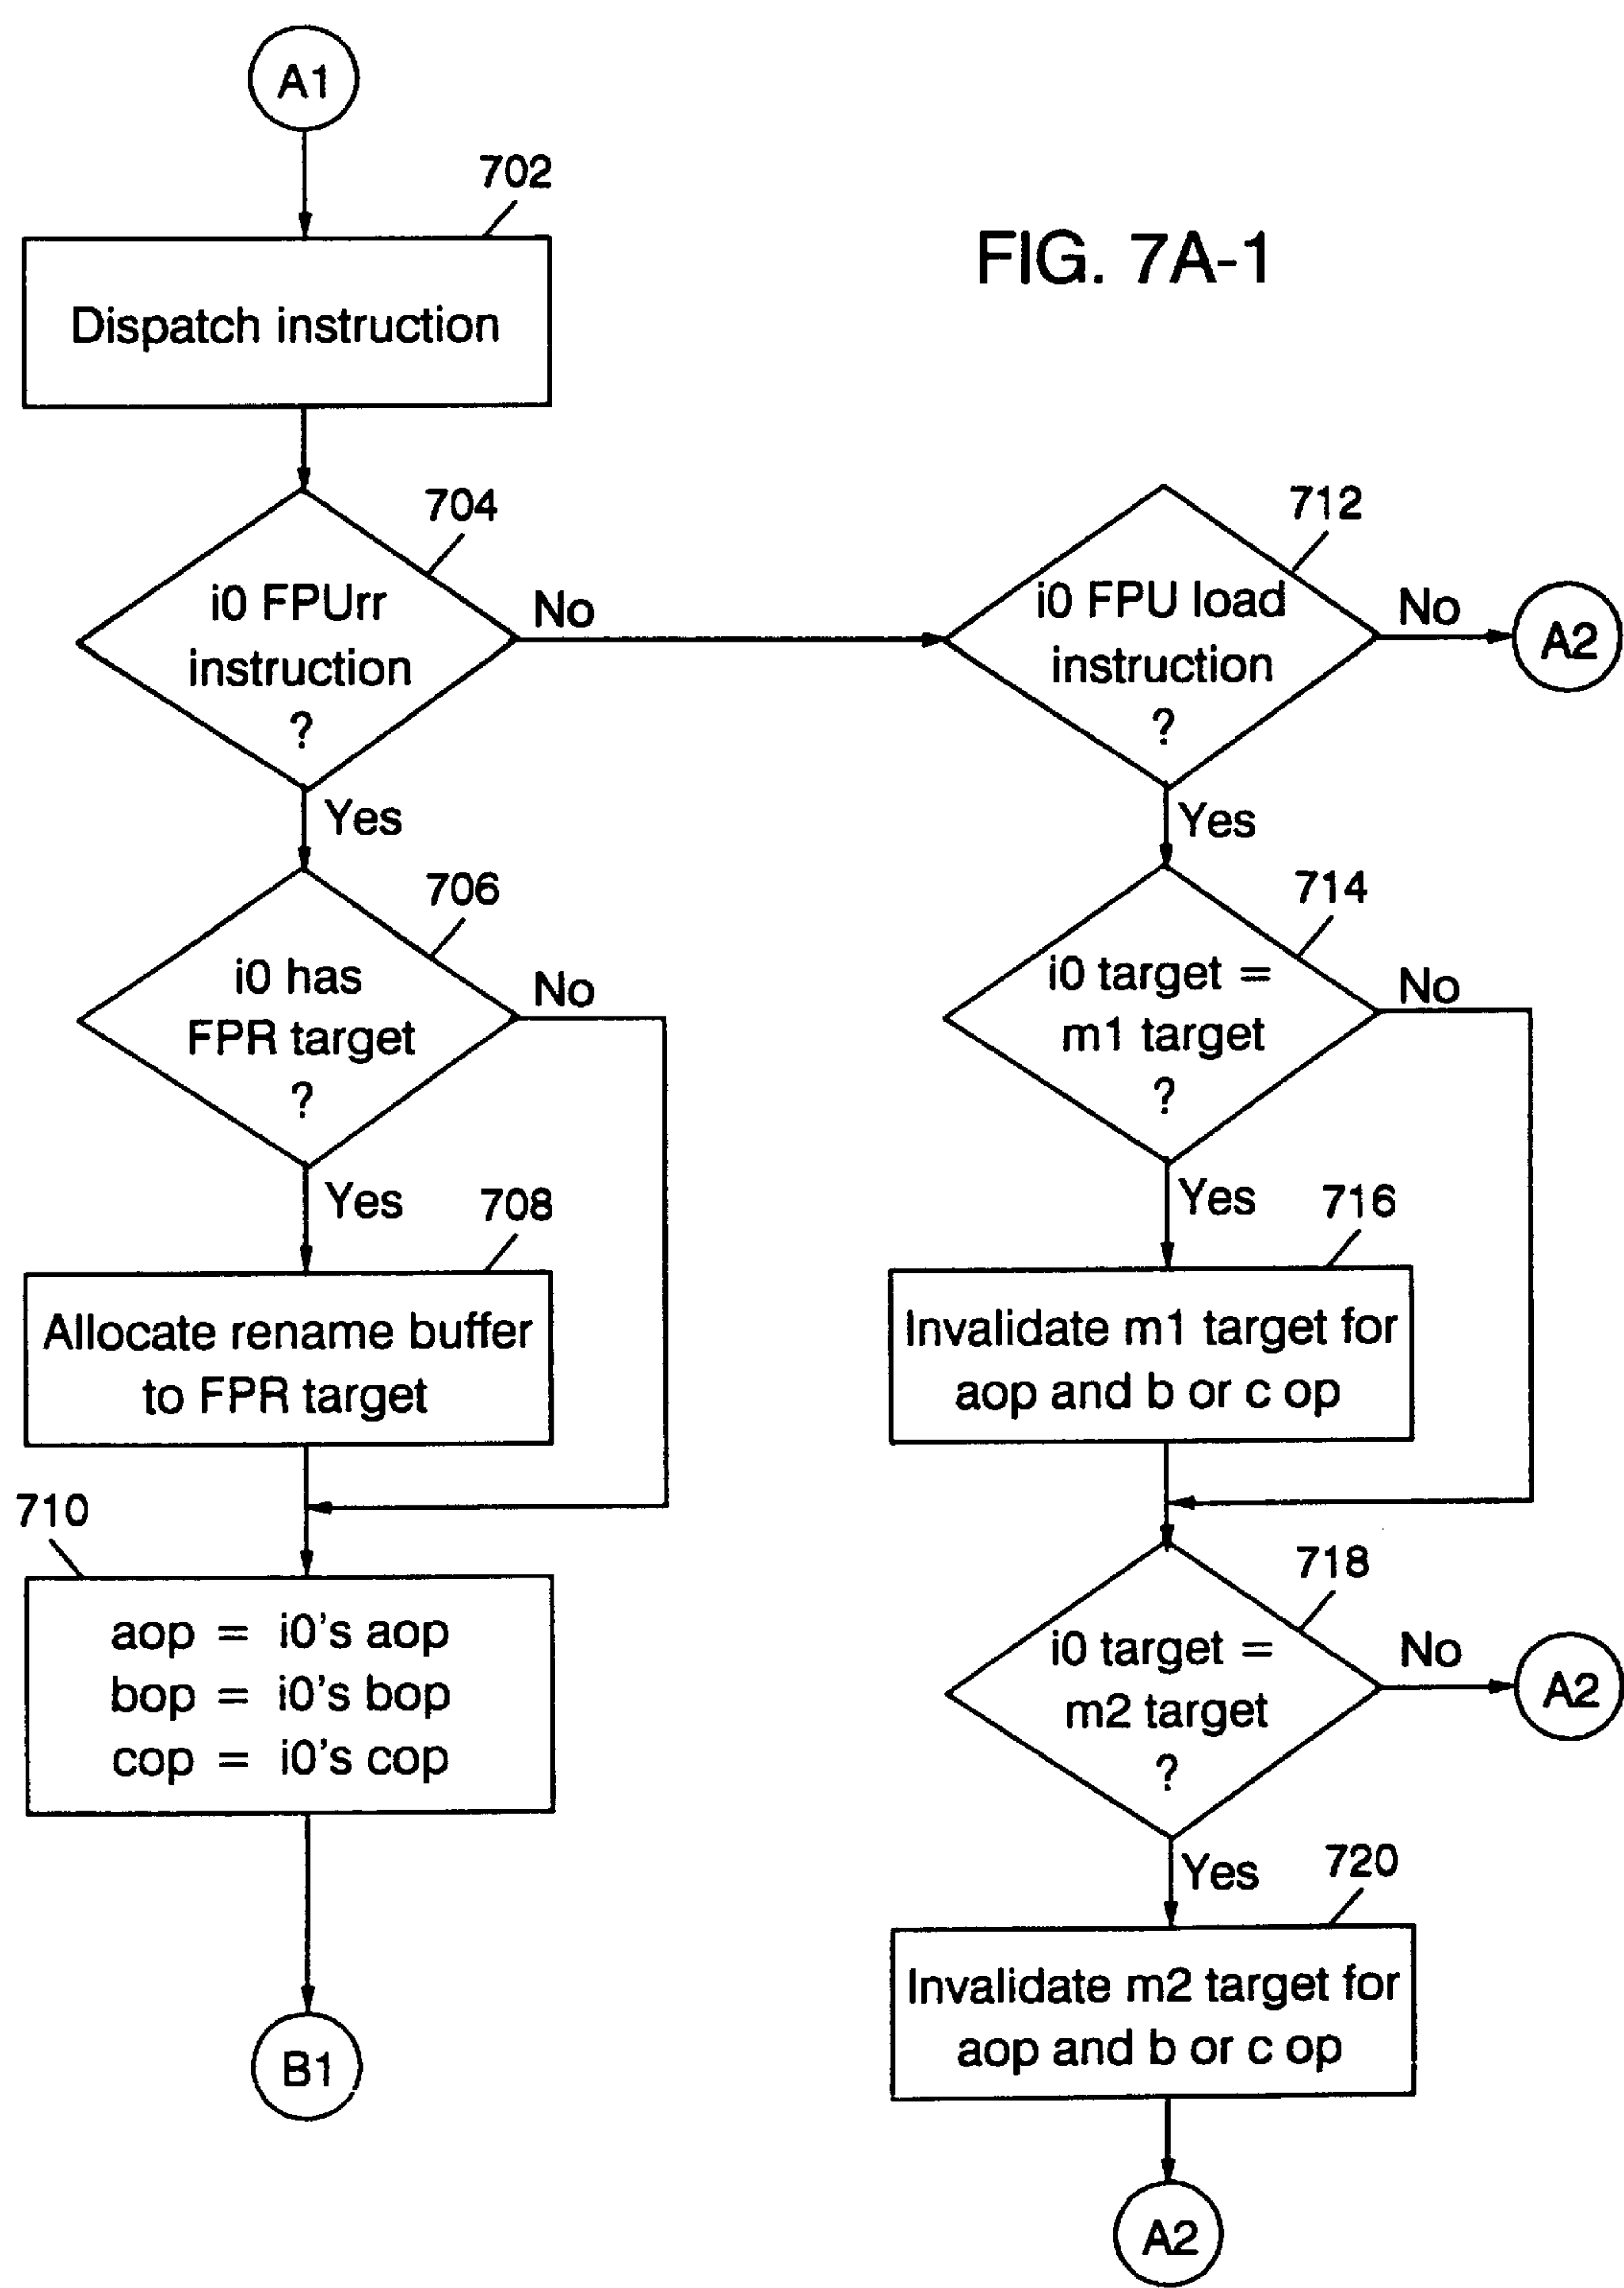 A1
702
Dispatch instruction
FIG. 7A-1
704
i0 FPUrr
instruction
?
No
Yes
706
i0 has
FPR target
?
No
Yes
708
Allocate rename buffer
to FPR target
710
aop = i0's aop
bop = i0's bop
cop = i0's cop
B1
712
i0 FPU load
instruction
?
No
A2
Yes
714
i0 target =
m1 target
?
No
Yes
716
Invalidate m1 target for
aop and b or c op
718
i0 target =
m2 target
?
No
A2
Yes
720
Invalidate m2 target for
aop and b or c op
A2